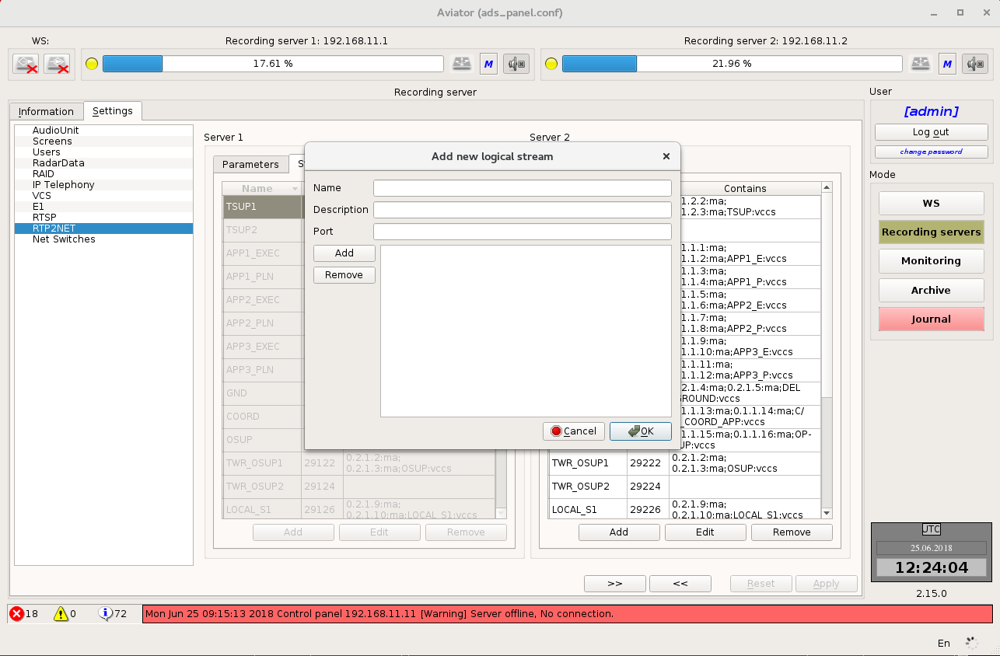 Aviator (ads_panel.conf)
WS:
Recording server 1: 192.168.11.1
Recording server 2: 192.168.11.2
17.61 %
M
21.96 %
M
Recording server
User
Information
Settings
[admin]
Log out
change password
Mode
WS
Recording servers
Monitoring
Archive
Journal
AudioUnit
Screens
Users
RadarData
RAID
IP Telephony
VCS
E1
RTSP
RTP2NET
Net Switches
Server 1
Server 2
Parameters
Name
TSUP1
TSUP2
APP1_EXEC
APP1_PLN
APP2_EXEC
APP2_PLN
APP3_EXEC
APP3_PLN
GND
COORD
OSUP
TWR_OSUP1
29122
0.2.1.2:ma;
0.2.1.3:ma;OSUP:vccs
TWR_OSUP2
29124
LOCAL_S1
29126
0.2.1.9:ma;
0.2.1.10:ma;LOCAL_S1:vccs
Add
Edit
Remove
Add new logical stream
Name
Description
Port
Add
Remove
Cancel
OK
Contains
1.2.2:ma;
1.2.3:ma;TSUP:vccs
1.1.1:ma;
1.1.2:ma;APP1_E:vccs
1.1.3:ma;
1.1.4:ma;APP1_P:vccs
1.1.5:ma;
1.1.6:ma;APP2_E:vccs
1.1.7:ma;
1.1.8:ma;APP2_P:vccs
1.1.9:ma;
1.1.10:ma;APP3_E:vccs
1.1.11:ma;
1.1.12:ma;APP3_P:vccs
2.1.4:ma;0.2.1.5:ma;DEL
ROUND:vccs
1.1.13:ma;0.1.1.14:ma;C/
_COORD_APP:vccs
1.1.15:ma;0.1.1.16:ma;OP-
UP:vccs
TWR_OSUP1
29222
0.2.1.2:ma;
0.2.1.3:ma;OSUP:vccs
TWR_OSUP2
29224
LOCAL_S1
29226
0.2.1.9:ma;
0.2.1.10:ma;LOCAL_S1:vccs
Add
Edit
Remove
>>
<<
Reset
Apply
UTC
25.06.2018
12:24:04
2.15.0
18
0
72
Mon Jun 25 09:15:13 2018 Control panel 192.168.11.11 [Warning] Server offline, No connection.
En